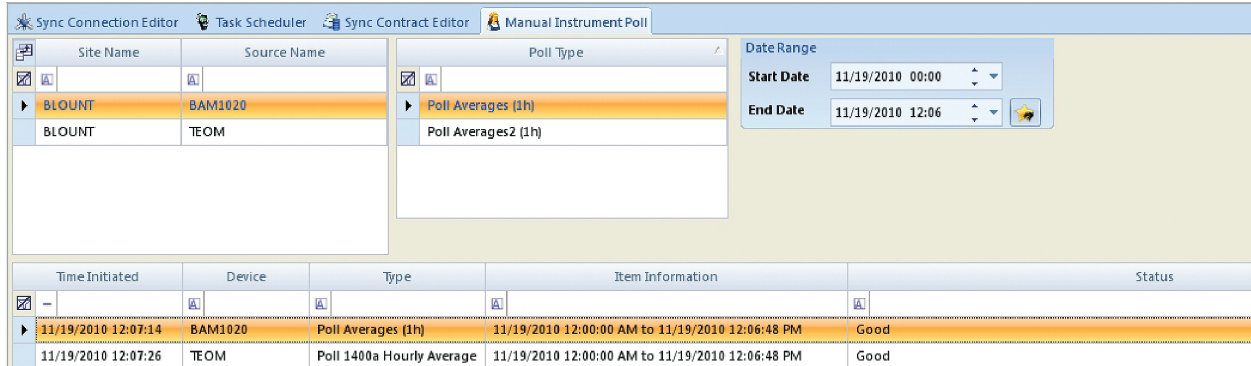 Sync Connection Editor Task Scheduler Sync Contract Editor Manual Instrument Poll
Site Name Source Name
BLOUNT BAM1020
BLOUNT TEOM
Poll Type
Poll Averages (1h)
Poll Averages2 (1h)
Date Range
Start Date 11/19/2010 00:00
End Date 11/19/2010 12:06
Time Initiated Device Type Item Information Status
11/19/2010 12:07:14 BAM1020 Poll Averages (1h) 11/19/2010 12:00:00 AM to 11/19/2010 12:06:48 PM Good
11/19/2010 12:07:26 TEOM Poll 1400a Hourly Average 11/19/2010 12:00:00 AM to 11/19/2010 12:06:48 PM Good